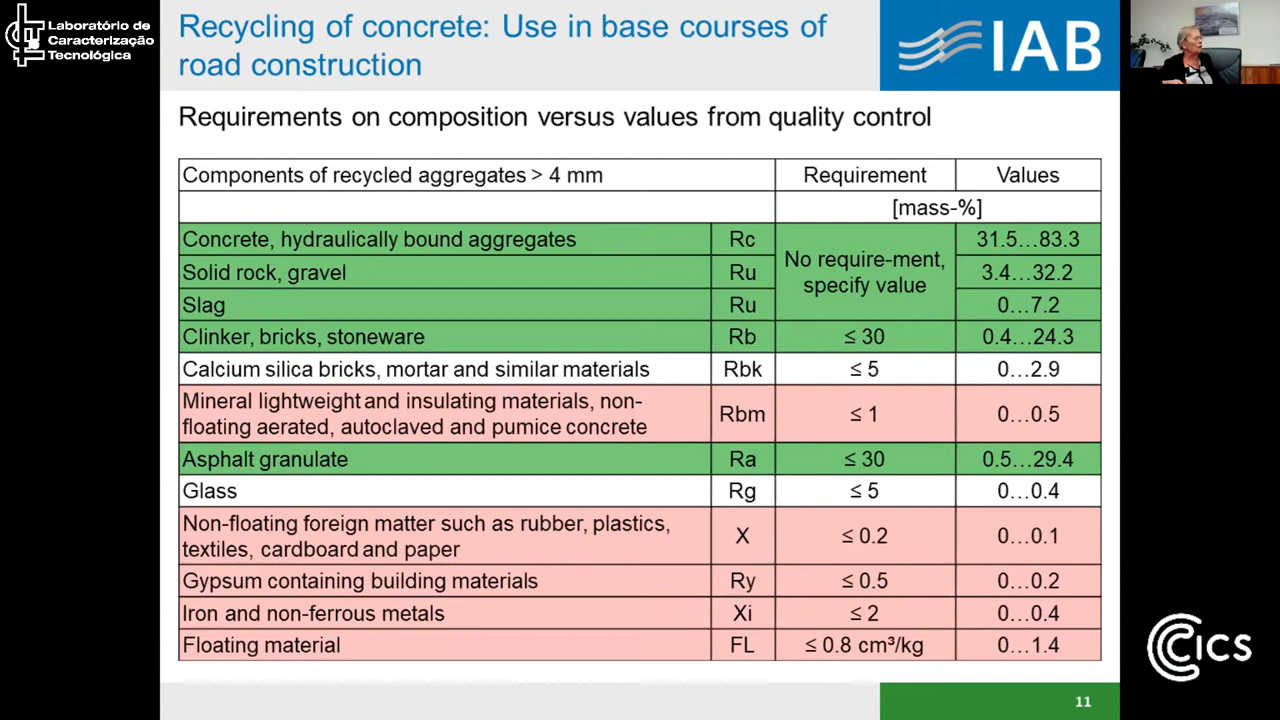 Laboratório de
Caracterização
Tecnológica
Recycling of concrete: Use in base courses of
road construction
IAB
Requirements on composition versus values from quality control
Components of recycled aggregates > 4 mm Requirement Values
[mass-%]
Concrete, hydraulically bound aggregates Rc No require-ment, specify value 31.5…83.3
Solid rock, gravel Ru 3.4…32.2
Slag Ru 0…7.2
Clinker, bricks, stoneware Rb ≤ 30 0.4…24.3
Calcium silica bricks, mortar and similar materials Rbk ≤ 5 0…2.9
Mineral lightweight and insulating materials, non-
floating aerated, autoclaved and pumice concrete Rbm ≤ 1 0…0.5
Asphalt granulate Ra ≤ 30 0.5…29.4
Glass Rg ≤ 5 0…0.4
Non-floating foreign matter such as rubber, plastics,
textiles, cardboard and paper X ≤ 0.2 0…0.1
Gypsum containing building materials Ry ≤ 0.5 0…0.2
Iron and non-ferrous metals Xi ≤ 2 0…0.4
Floating material FL ≤ 0.8 cm³/kg 0…1.4
11
CICS